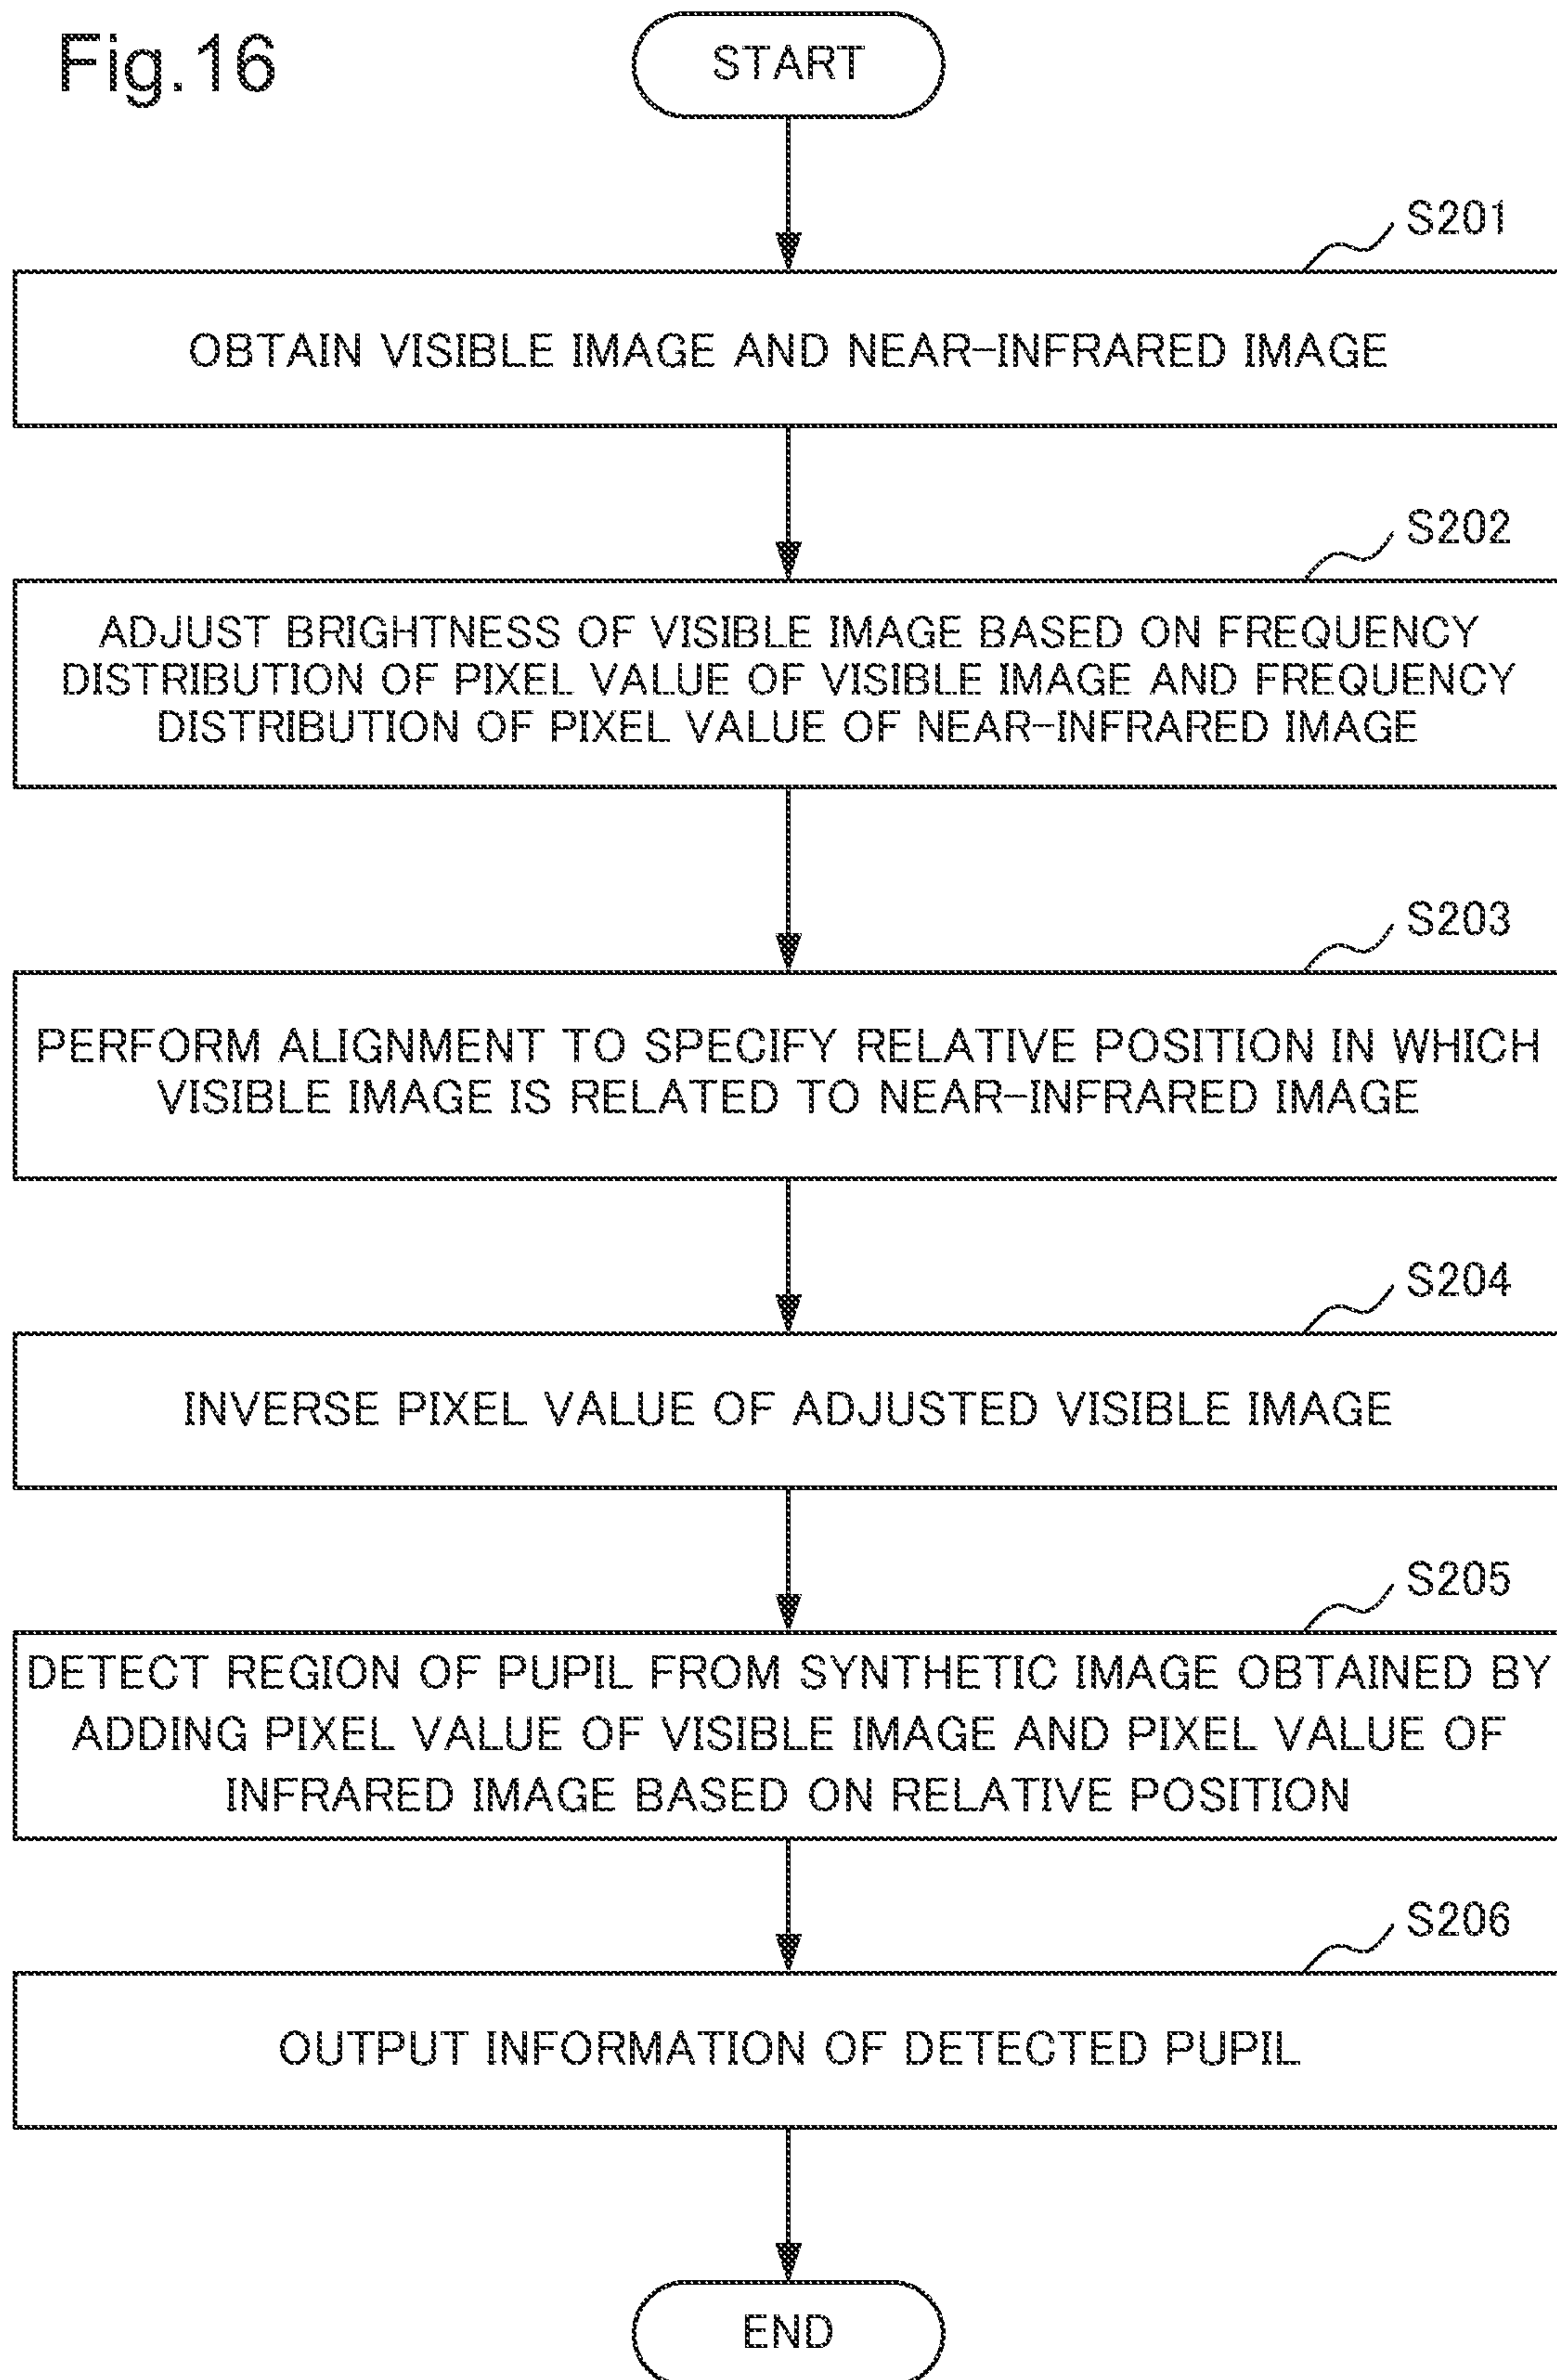 Fig.16
START
S201
OBTAIN VISIBLE IMAGE AND NEAR-INFRARED IMAGE
S202
ADJUST BRIGHTNESS OF VISIBLE IMAGE BASED ON FREQUENCY
DISTRIBUTION OF PIXEL VALUE OF VISIBLE IMAGE AND FREQUENCY
DISTRIBUTION OF PIXEL VALUE OF NEAR-INFRARED IMAGE
S203
PERFORM ALIGNMENT TO SPECIFY RELATIVE POSITION IN WHICH
VISIBLE IMAGE IS RELATED TO NEAR-INFRARED IMAGE
S204
INVERSE PIXEL VALUE OF ADJUSTED VISIBLE IMAGE
S205
DETECT REGION OF PUPIL FROM SYNTHETIC IMAGE OBTAINED BY
ADDING PIXEL VALUE OF VISIBLE IMAGE AND PIXEL VALUE OF
INFRARED IMAGE BASED ON RELATIVE POSITION
S206
OUTPUT INFORMATION OF DETECTED PUPIL
END